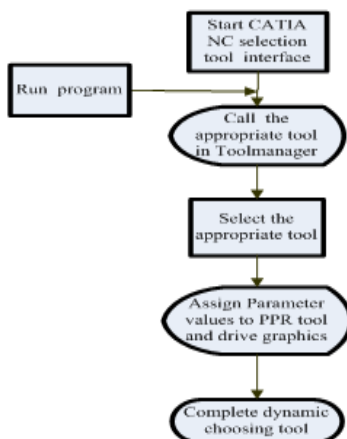 Start CATIA
NC selection
tool interface
Run program
Call the
appropriate tool
in Toolmanager
Select the
appropriate tool
Assign Parameter
values to PPR tool
and drive graphics
Complete dynamic
choosing tool